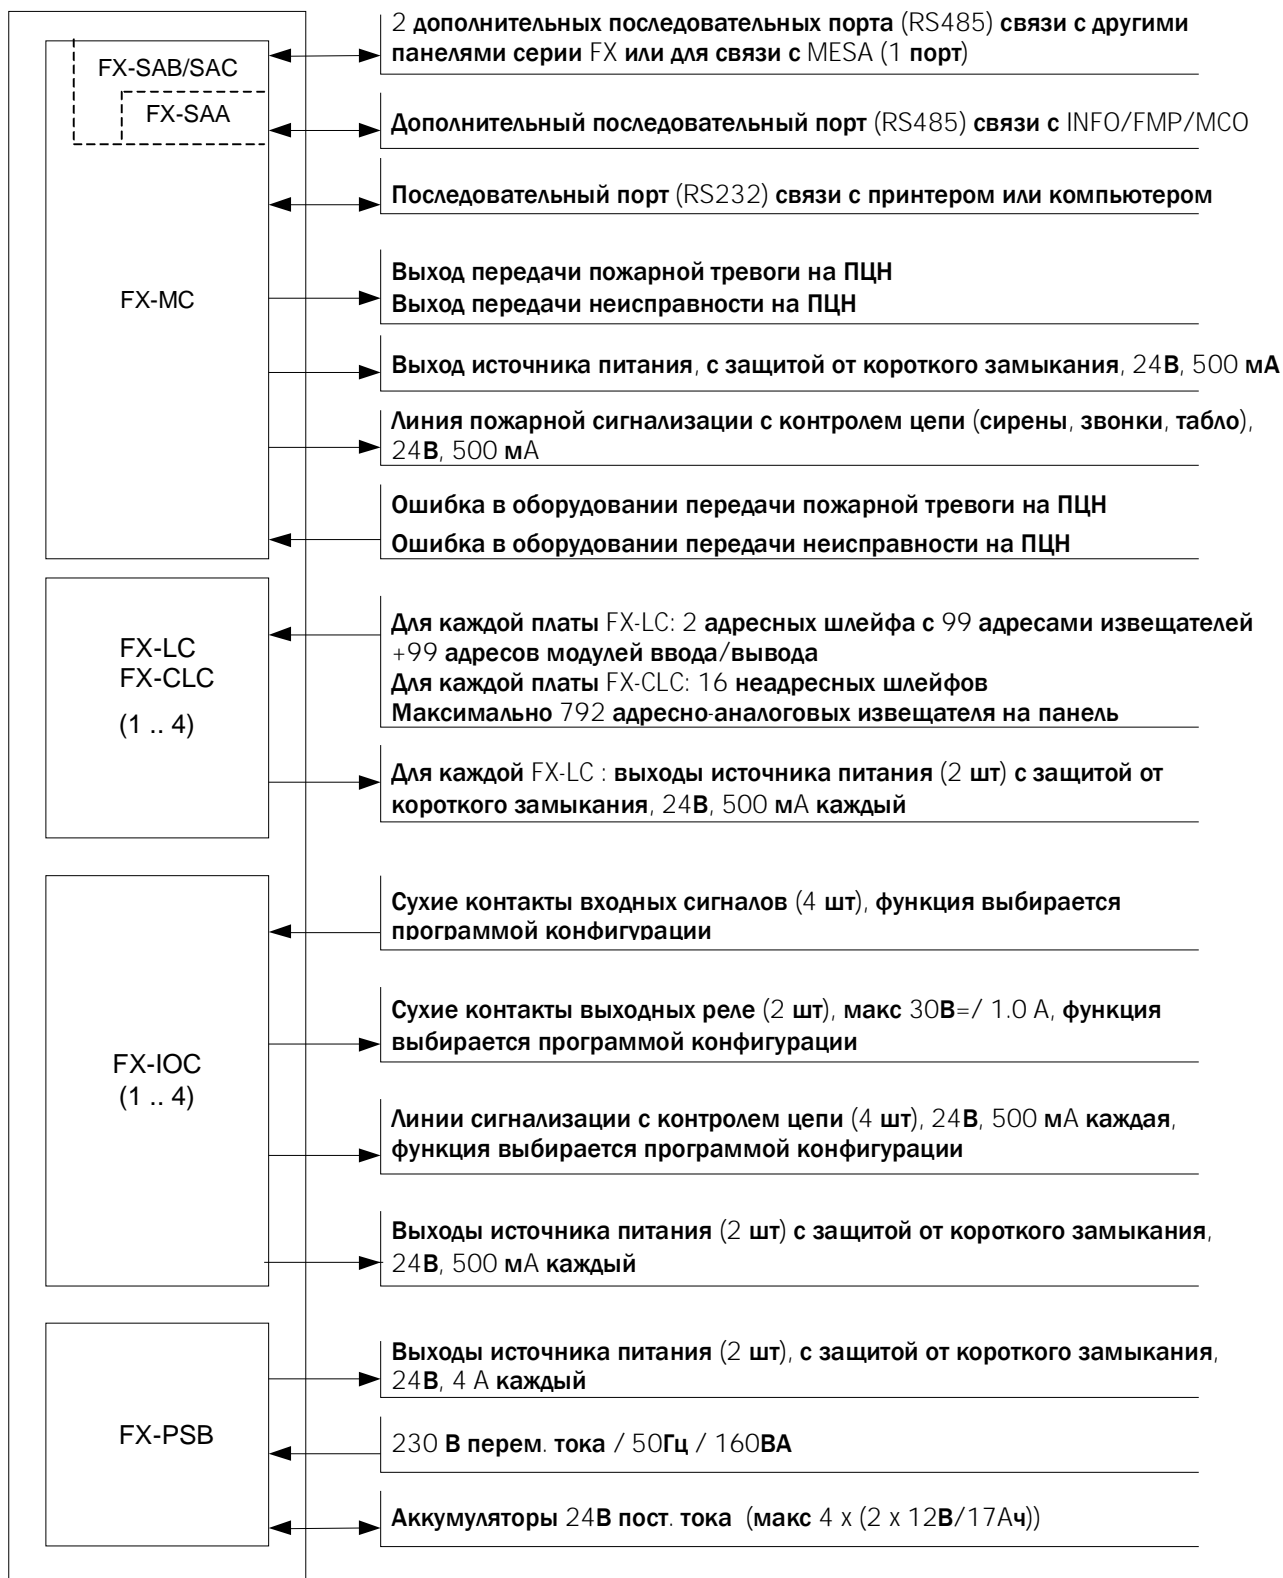 2 дополнительных последовательных порта (RS485) связи с другими
панелями серии FX или для связи с MESA (1 порт)
FX-SAB/SAC
FX-SAA
Дополнительный последовательный порт (RS485) связи с INFO/FMP/MCO
Последовательный порт (RS232) связи с принтером или компьютером
FX-MC
Выход передачи пожарной тревоги на ПЦН
Выход передачи неисправности на ПЦН
Выход источника питания, с защитой от короткого замыкания, 24В, 500 мА
Линия пожарной сигнализации с контролем цепи (сирены, звонки, табло),
24В, 500 мА
Ошибка в оборудовании передачи пожарной тревоги на ПЦН
Ошибка в оборудовании передачи неисправности на ПЦН
FX-LC
FX-CLC
(1 .. 4)
Для каждой платы FX-LC: 2 адресных шлейфа с 99 адресами извещателей
+99 адресов модулей ввода/вывода
Для каждой платы FX-CLC: 16 неадресных шлейфов
Максимально 792 адресно-аналоговых извещателя на панель
Для каждой FX-LC : выходы источника питания (2 шт) с защитой от
короткого замыкания, 24В, 500 мА каждый
FX-IOC
(1 .. 4)
Сухие контакты входных сигналов (4 шт), функция выбирается
программой конфигурации
Сухие контакты выходных реле (2 шт), макс 30В=/ 1.0 А, функция
выбирается программой конфигурации
Линии сигнализации с контролем цепи (4 шт), 24В, 500 мА каждая,
функция выбирается программой конфигурации
Выходы источника питания (2 шт) с защитой от короткого замыкания,
24В, 500 мА каждый
FX-PSB
Выходы источника питания (2 шт), с защитой от короткого замыкания,
24В, 4 А каждый
230 В перем. тока / 50Гц / 160ВА
Аккумуляторы 24В пост. тока (макс 4 x (2 x 12В/17Ач))